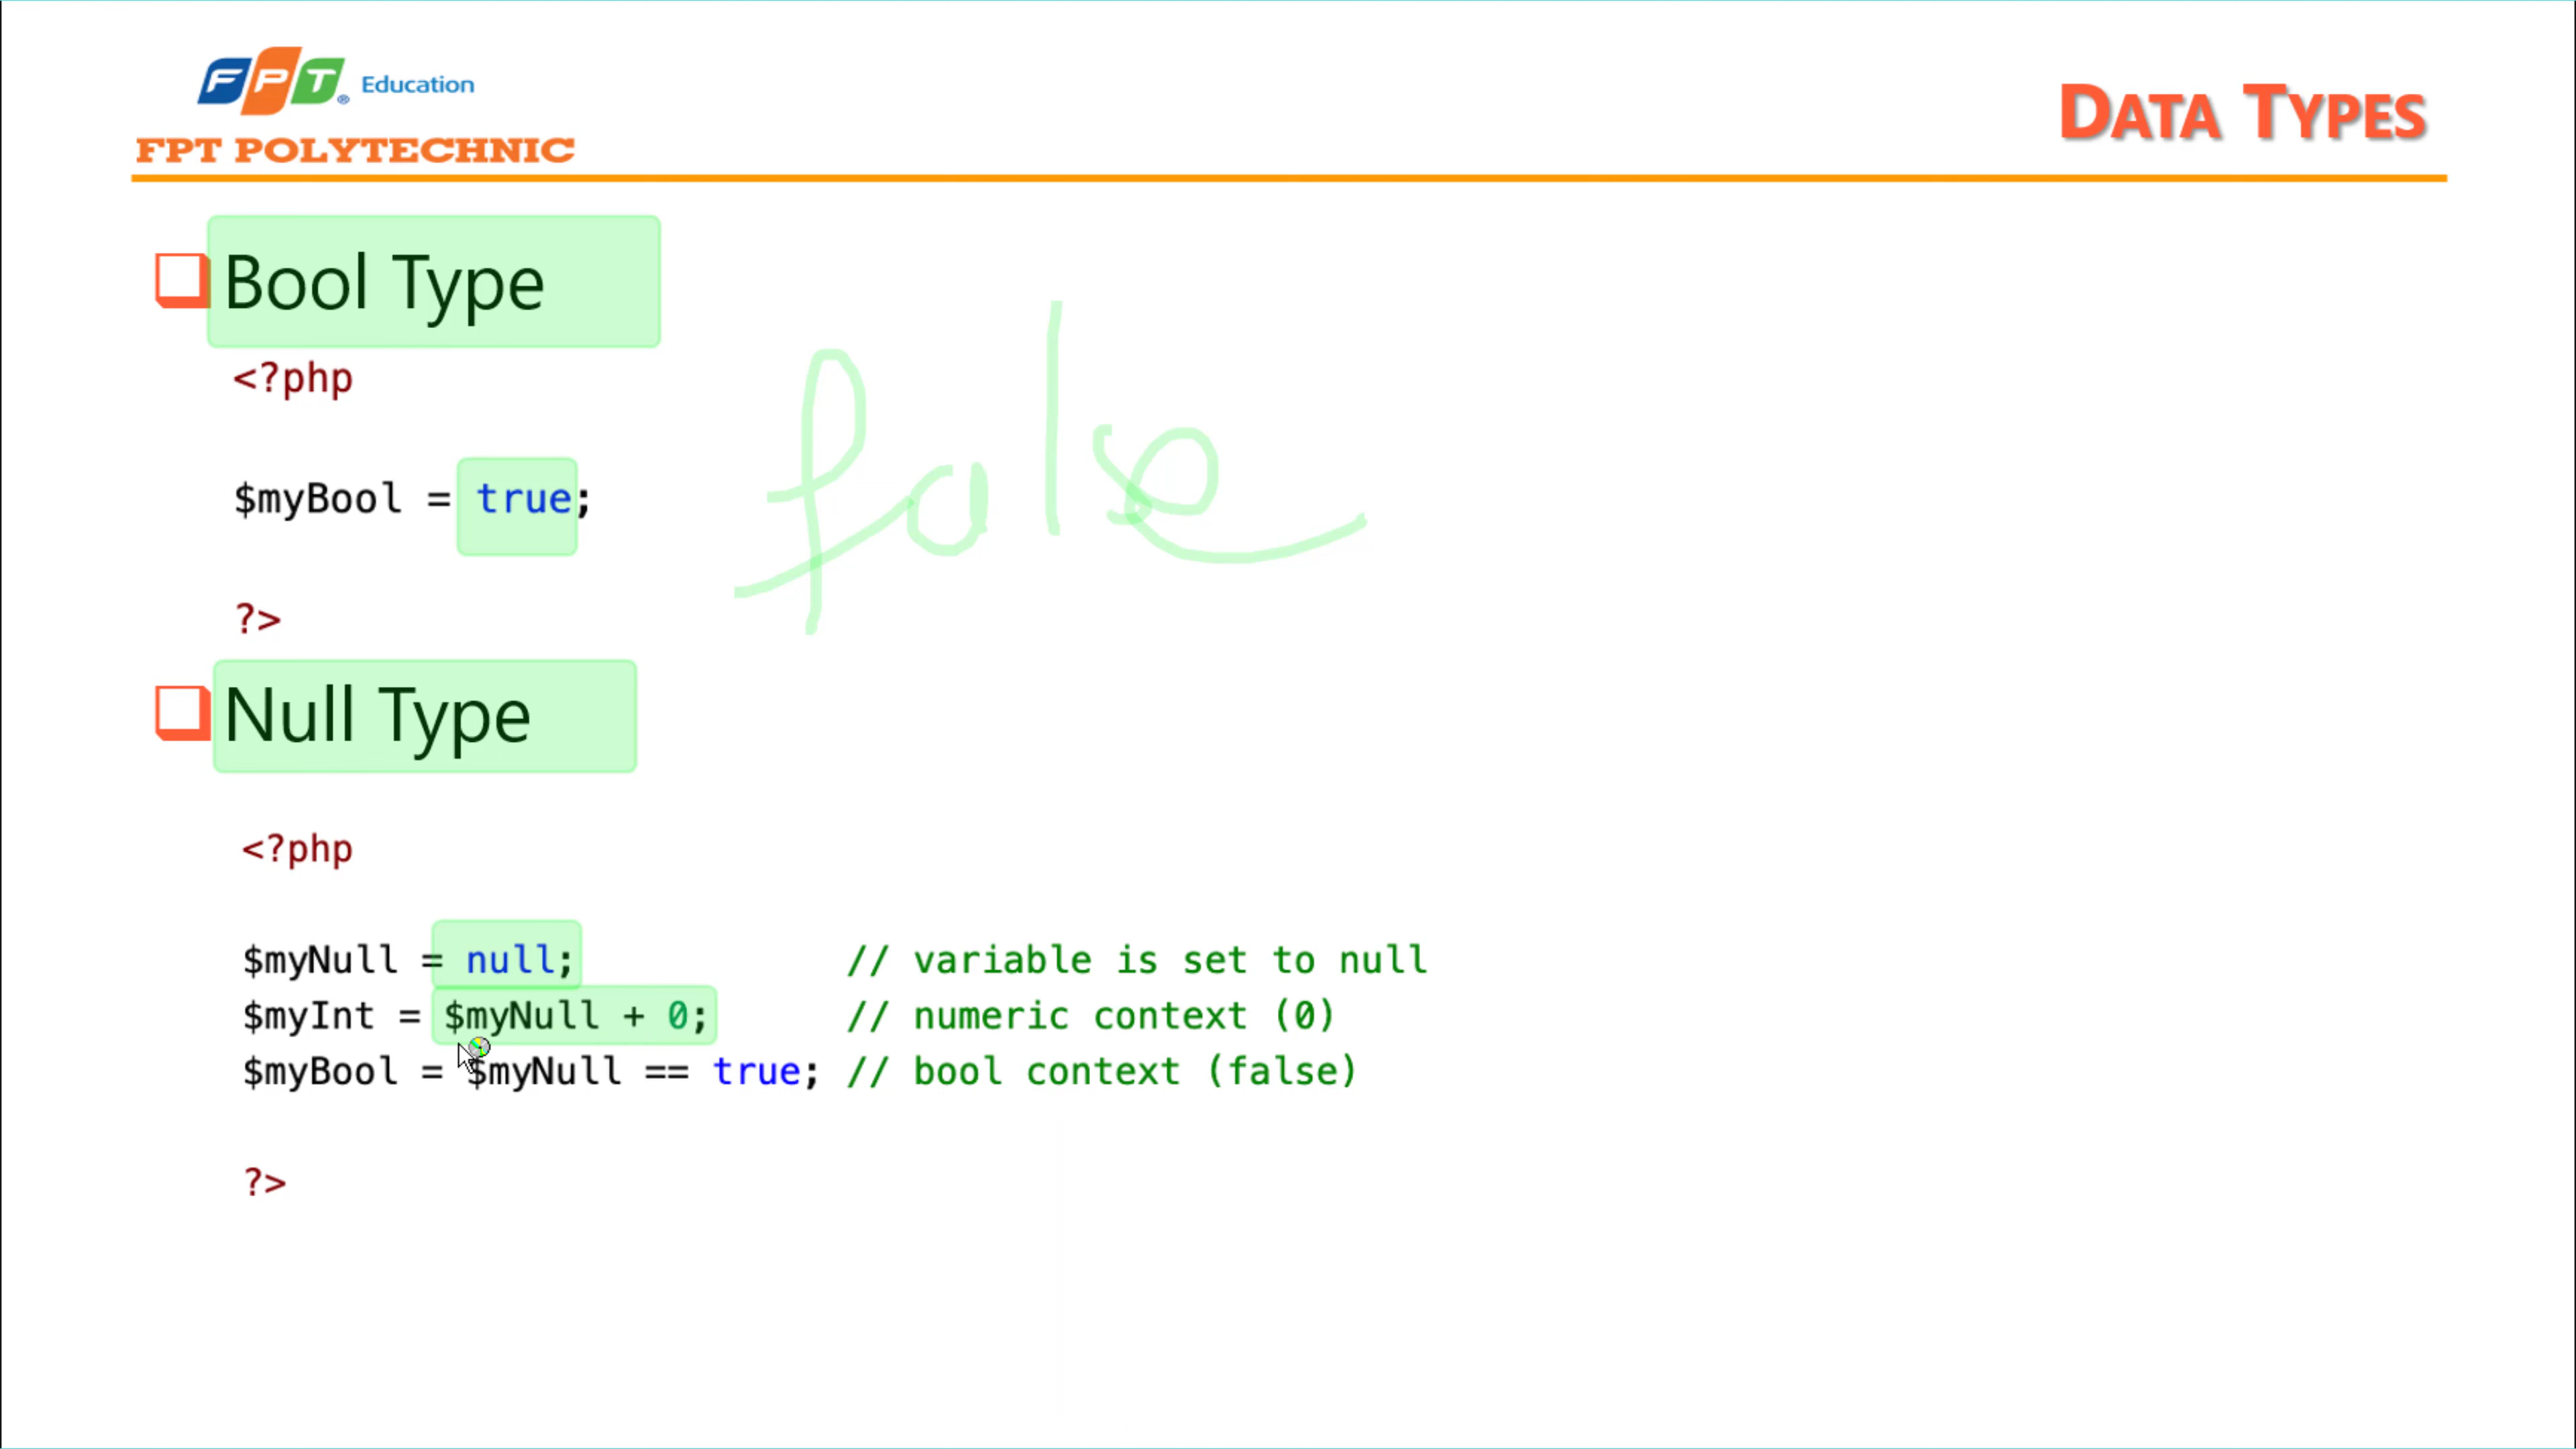 FPT Education
FPT POLYTECHNIC
DATA TYPES
Bool Type
<?php
$myBool = true;
false
?>
Null Type
<?php
$myNull = null; // variable is set to null
$myInt = $myNull + 0; // numeric context (0)
$myBool = $myNull == true; // bool context (false)
?>